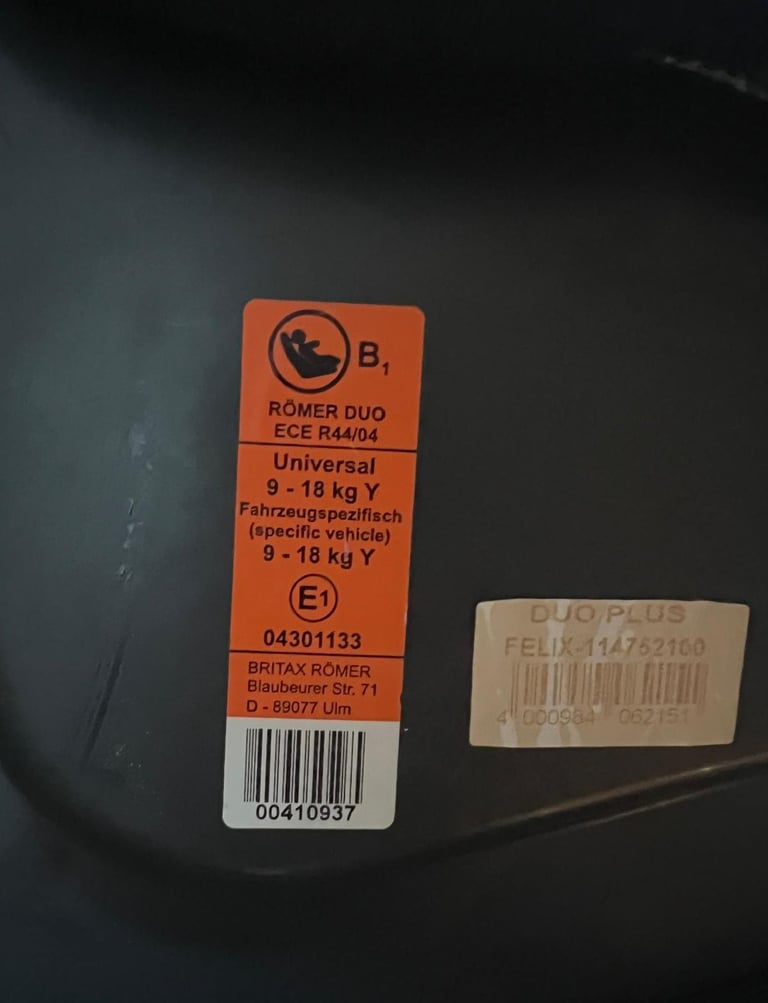 B1
RÖMER DUO
ECE R44/04
Universal
9 - 18 kg Y
Fahrzeugspezifisch
(specific vehicle)
9 - 18 kg Y
E1
04301133
BRITAX RÖMER
Blaubeurer Str. 71
D - 89077 Ulm
00410937
DUO PLUS
FELIX-114752100
4 000984 062151